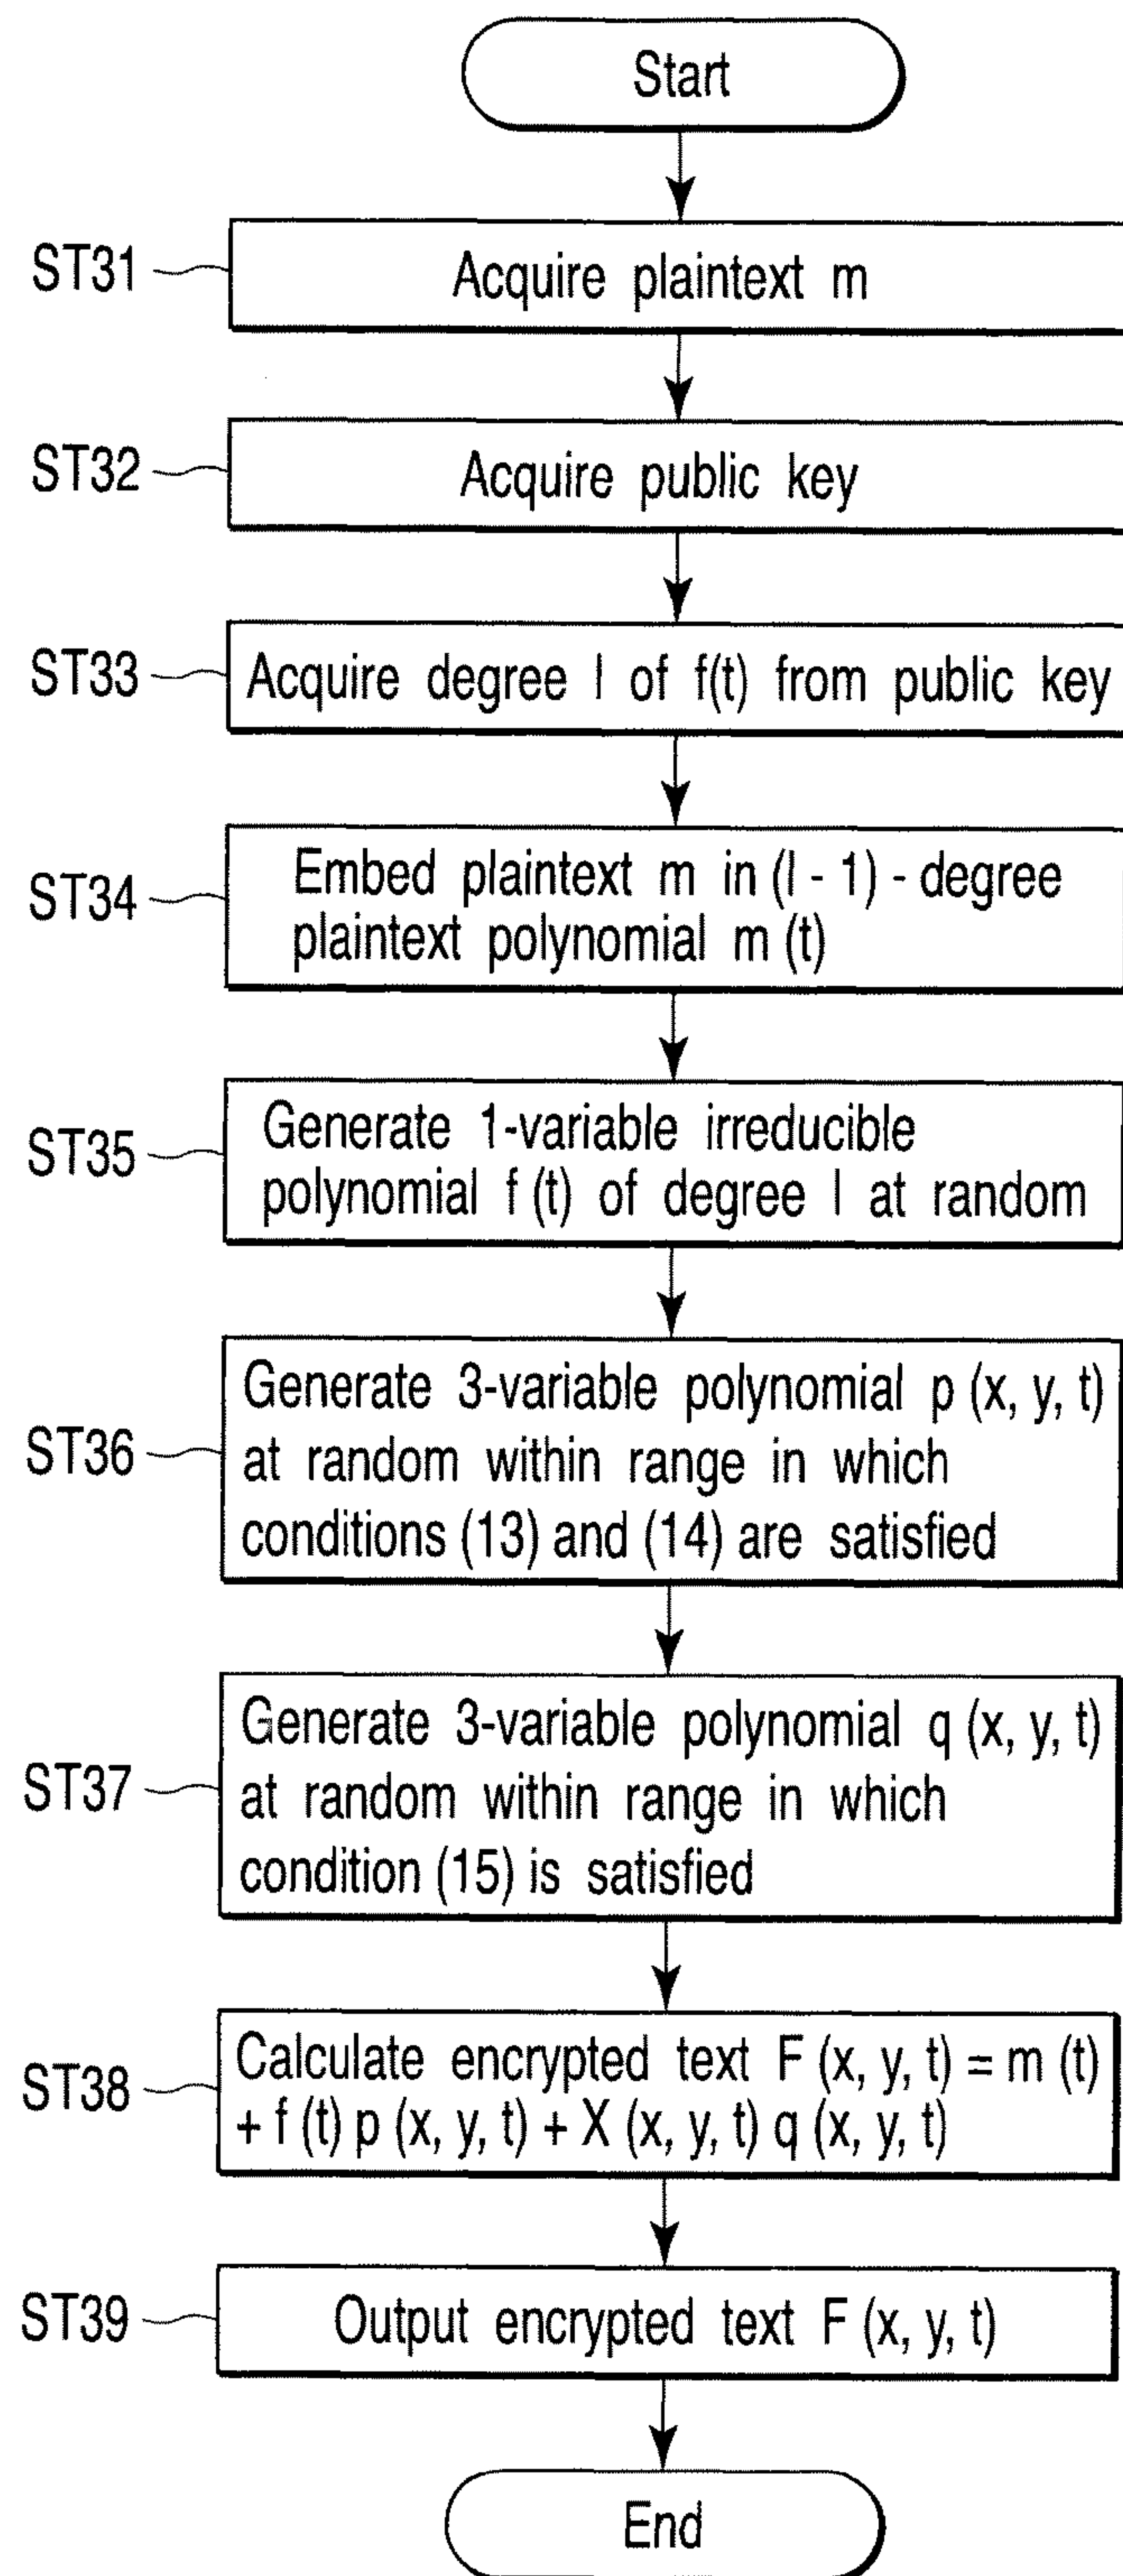 Start
ST31
Acquire plaintext m
ST32
Acquire public key
ST33
Acquire degree l of f(t) from public key
ST34
Embed plaintext m in (l - 1) - degree
plaintext polynomial m (t)
ST35
Generate 1-variable irreducible
polynomial f (t) of degree l at random
ST36
Generate 3-variable polynomial p (x, y, t)
at random within range in which
conditions (13) and (14) are satisfied
ST37
Generate 3-variable polynomial q (x, y, t)
at random within range in which
condition (15) is satisfied
ST38
Calculate encrypted text F (x, y, t) = m (t)
+ f (t) p (x, y, t) + X (x, y, t) q (x, y, t)
ST39
Output encrypted text F (x, y, t)
End